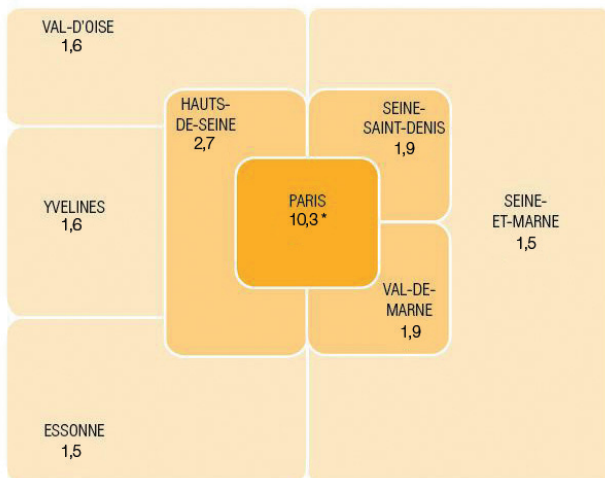 VAL-D'OISE
1,6
HAUTS-
DE-SEINE
2,7
SEINE-
SAINT-DENIS
1,9
PARIS
10,3 *
YVELINES
1,6
SEINE-
ET-MARNE
1,5
VAL-DE-
MARNE
1,9
ESSONNE
1,5